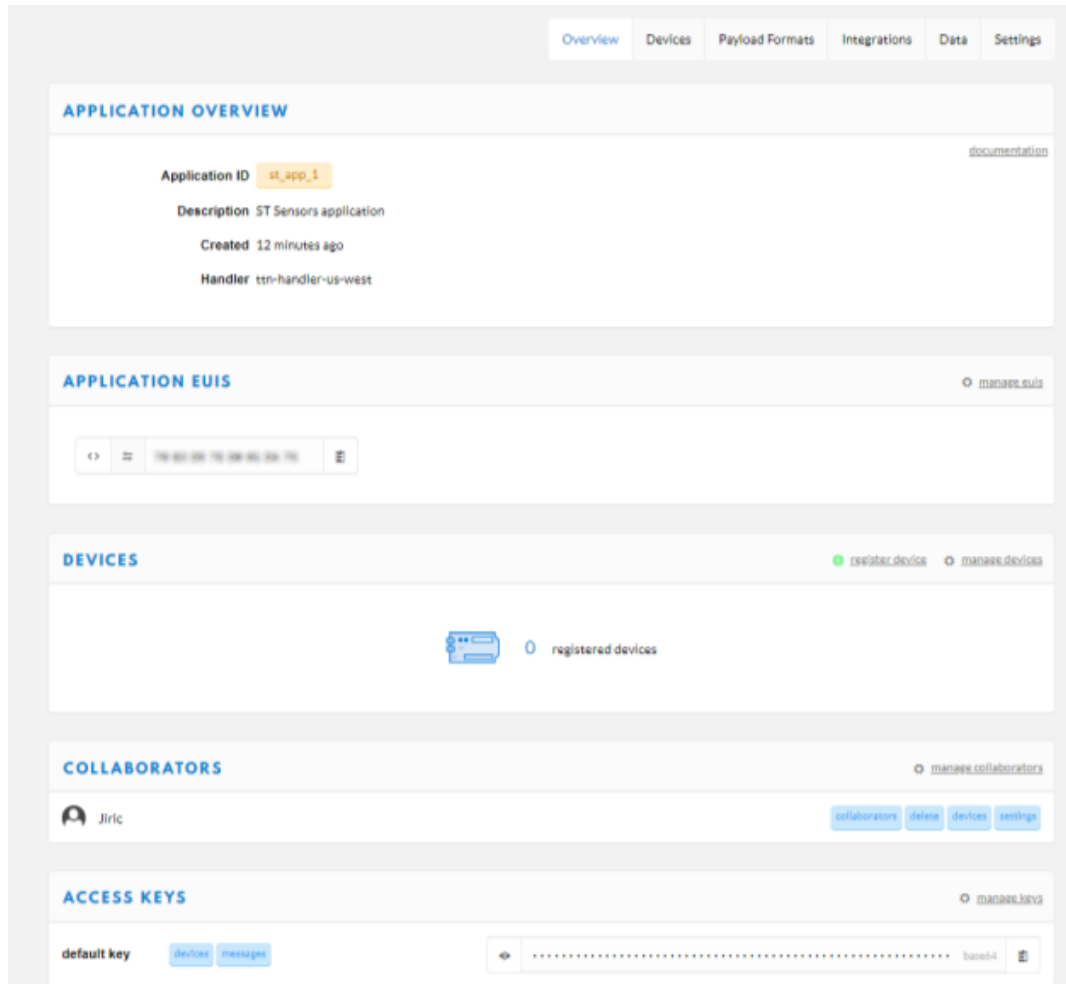 Overview Devices Payload Formats Integrations Data Settings
APPLICATION OVERVIEW
documentation
Application ID st_app_1
Description ST Sensors application
Created 12 minutes ago
Handler ttn-handler-us-west
APPLICATION EUIS
manage euis
DEVICES
register device manage devices
0 registered devices
COLLABORATORS
manage collaborators
Jiric
collaborators delete devices settings
ACCESS KEYS
manage keys
default key devices messages
base64